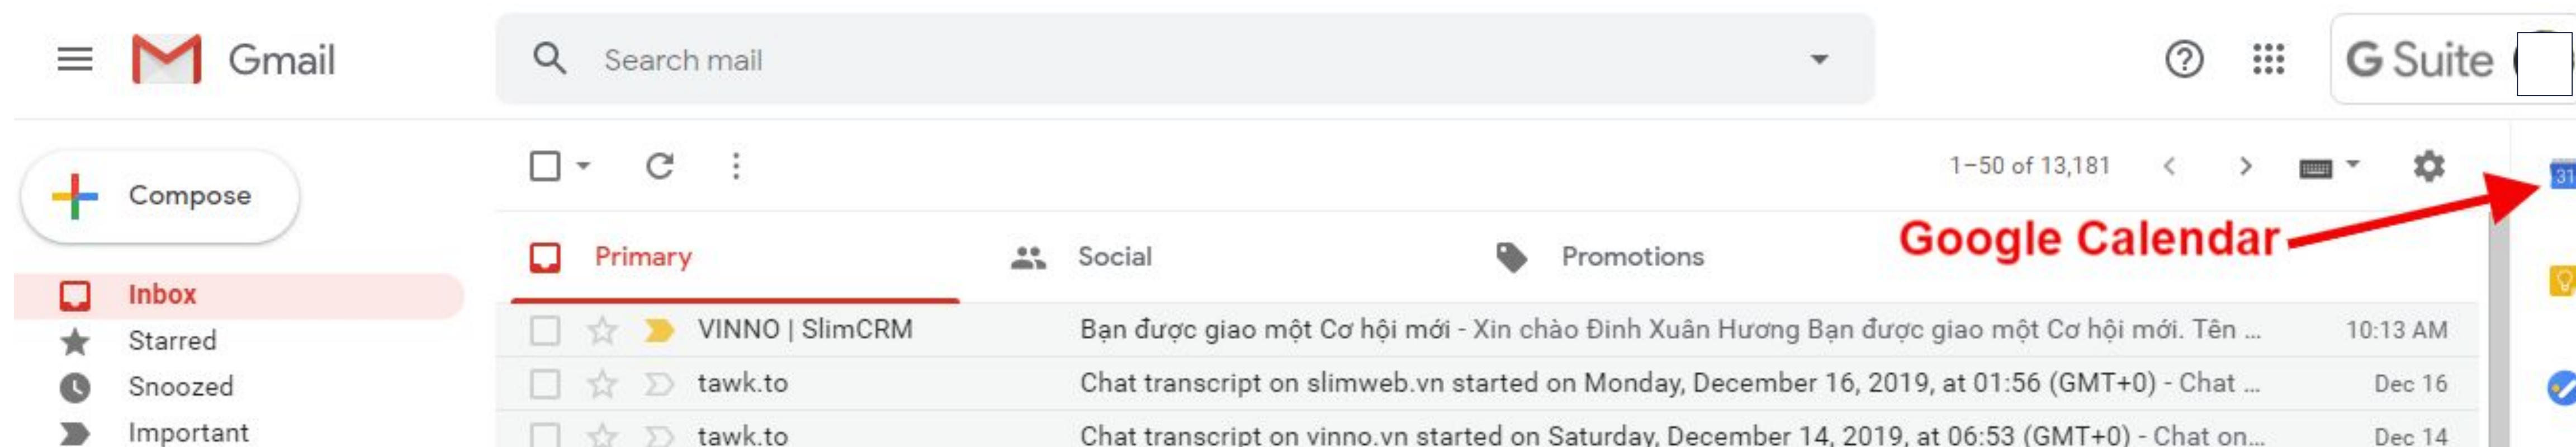 Gmail
Search mail
G Suite
Compose
1–50 of 13,181
31
Google Calendar
Primary
Social
Promotions
Inbox
Starred
Snoozed
Important
VINNO | SlimCRM Bạn được giao một Cơ hội mới - Xin chào Đinh Xuân Hương Bạn được giao một Cơ hội mới. Tên ... 10:13 AM
tawk.to Chat transcript on slimweb.vn started on Monday, December 16, 2019, at 01:56 (GMT+0) - Chat ... Dec 16
tawk.to Chat transcript on vinno.vn started on Saturday, December 14, 2019, at 06:53 (GMT+0) - Chat on... Dec 14